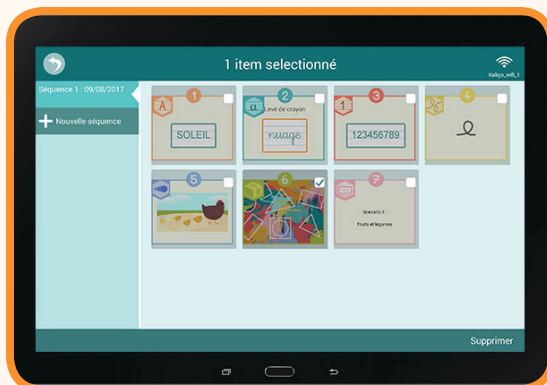 1 item selectionné
Kaligo_wifi_1
Séquence 1 : 09/08/2017
Nouvelle séquence
1
A
SOLEIL
2
a
Levé de crayon
nuage
3
1
123456789
4
5
6
7
Scénario 7 :
Fruits et légumes
Supprimer